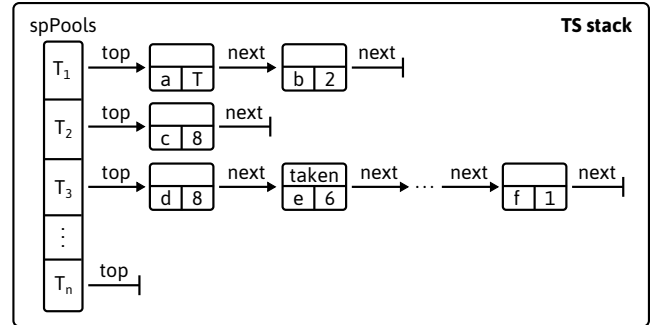 spPools TS stack
T1 top a T next b 2 next
T2 top c 8 next
T3 top d 8 next taken e 6 next ... next f 1 next
⋮
Tn top